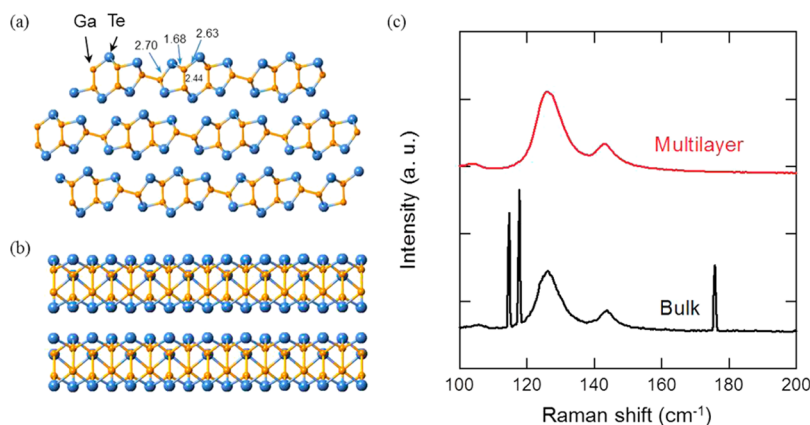 (a)
Ga Te
2.70 1.68 2.63
2.44
(b)
(c)
Intensity (a. u.)
Multilayer
Bulk
100 120 140 160 180 200
Raman shift (cm⁻¹)